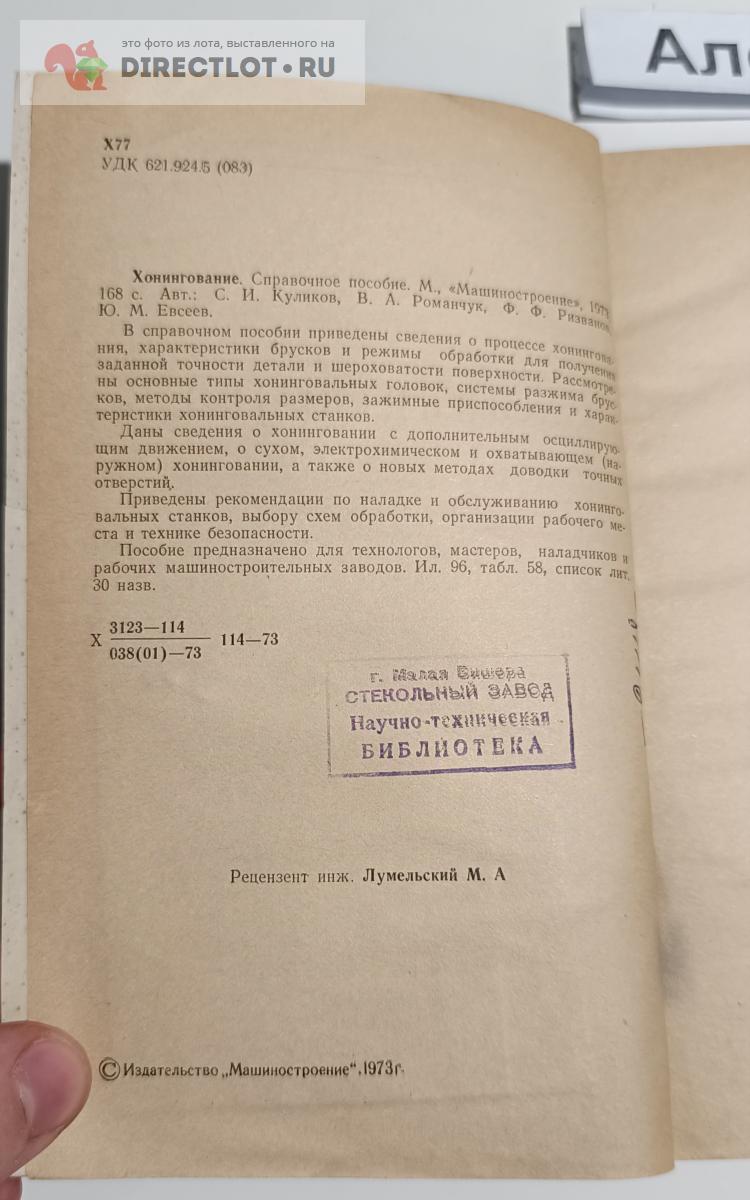 это фото из лота, выставленного на
DIRECTLOT.RU
Х77
УДК 621.924.5 (083)
Хонингование. Справочное пособие. М., «Машиностроение», 1973
168 с. Авт.: С. И. Куликов, В. А. Романчук, Ф. Ф. Ризванов,
Ю. М. Евсеев.
В справочном пособии приведены сведения о процессе хонингова-
ния, характеристики брусков и режимы обработки для получения
заданной точности детали и шероховатости поверхности. Рассмотре-
ны основные типы хонинговальных головок, системы разжима брус-
ков, методы контроля размеров, зажимные приспособления и харак-
теристики хонинговальных станков.
Даны сведения о хонинговании с дополнительным осциллирую-
щим движением, о сухом, электрохимическом и охватывающем (на-
ружном) хонинговании, а также о новых методах доводки точных
отверстий.
Приведены рекомендации по наладке и обслуживанию хонинго-
вальных станков, выбору схем обработки, организации рабочего ме-
ста и технике безопасности.
Пособие предназначено для технологов, мастеров, наладчиков и
рабочих машиностроительных заводов. Ил. 96, табл. 58, список лит.
30 назв.
Х 3123—114
038(01)—73 114—73
г. Малая Вишера
СТЕКОЛЬНЫЙ ЗАВОД
Научно-техническая
БИБЛИОТЕКА
Рецензент инж. Лумельский М. А
© Издательство „Машиностроение“, 1973 г.